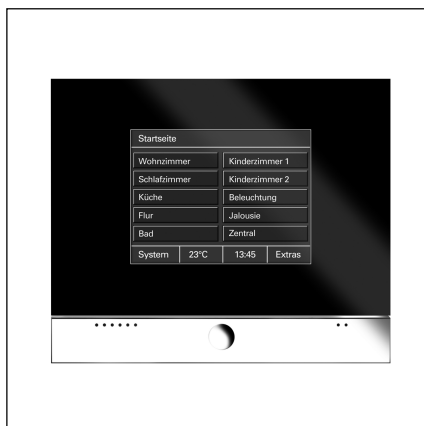 Startseite
Wohnzimmer Kinderzimmer 1
Schlafzimmer Kinderzimmer 2
Küche Beleuchtung
Flur Jalousie
Bad Zentral
System 23°C 13:45 Extras